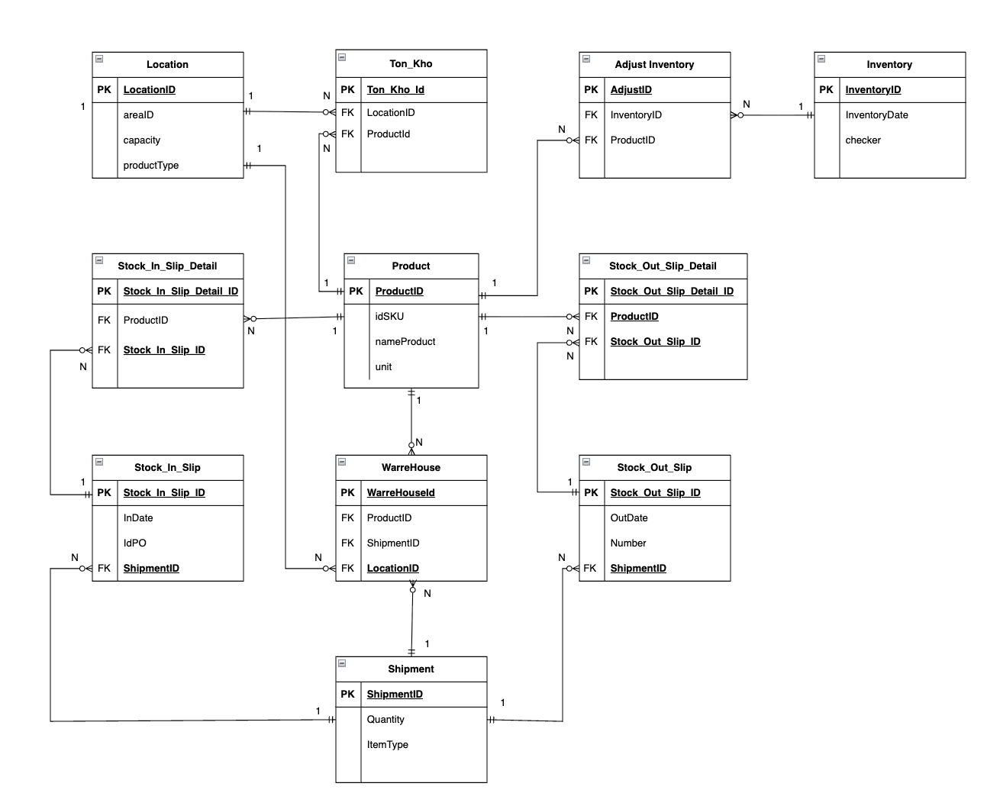 Location
PK LocationID
areaID
capacity
productType
1
1
1
Ton_Kho
PK Ton_Kho_Id
FK LocationID
FK ProductId
N
N
Adjust Inventory
PK AdjustID
FK InventoryID
FK ProductID
N
N
1
Inventory
PK InventoryID
InventoryDate
checker
Stock_In_Slip_Detail
PK Stock_In_Slip_Detail_ID
FK ProductID
FK Stock_In_Slip_ID
N
N
Product
PK ProductID
idSKU
nameProduct
unit
1
1
1
1
1
Stock_Out_Slip_Detail
PK Stock_Out_Slip_Detail_ID
FK ProductID
FK Stock_Out_Slip_ID
N
N
Stock_In_Slip
PK Stock_In_Slip_ID
InDate
IdPO
FK ShipmentID
1
N
WarreHouse
PK WarreHouseId
FK ProductID
FK ShipmentID
FK LocationID
N
N
N
Stock_Out_Slip
PK Stock_Out_Slip_ID
OutDate
Number
FK ShipmentID
1
N
Shipment
PK ShipmentID
Quantity
ItemType
1
1
1